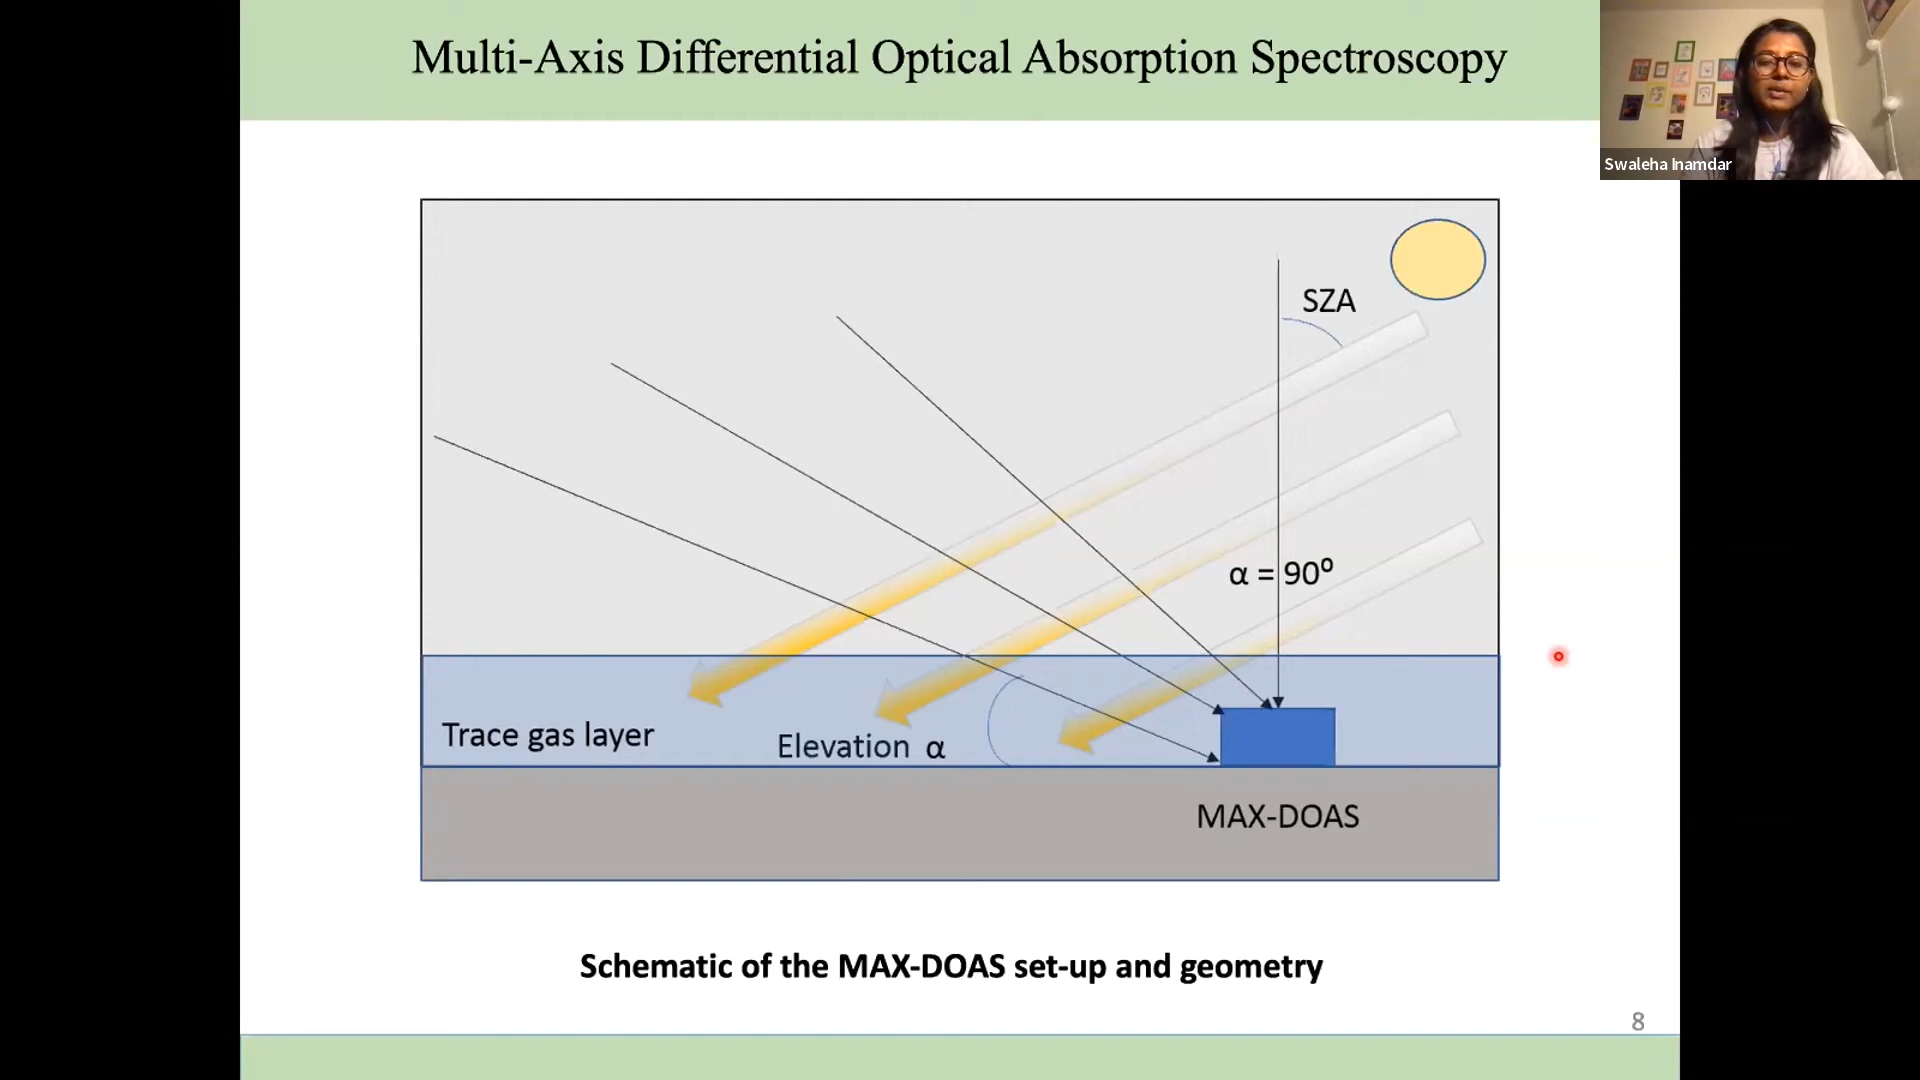 Multi-Axis Differential Optical Absorption Spectroscopy
Swaleha Inamdar
SZA
α = 90⁰
Trace gas layer
Elevation α
MAX-DOAS
Schematic of the MAX-DOAS set-up and geometry
8